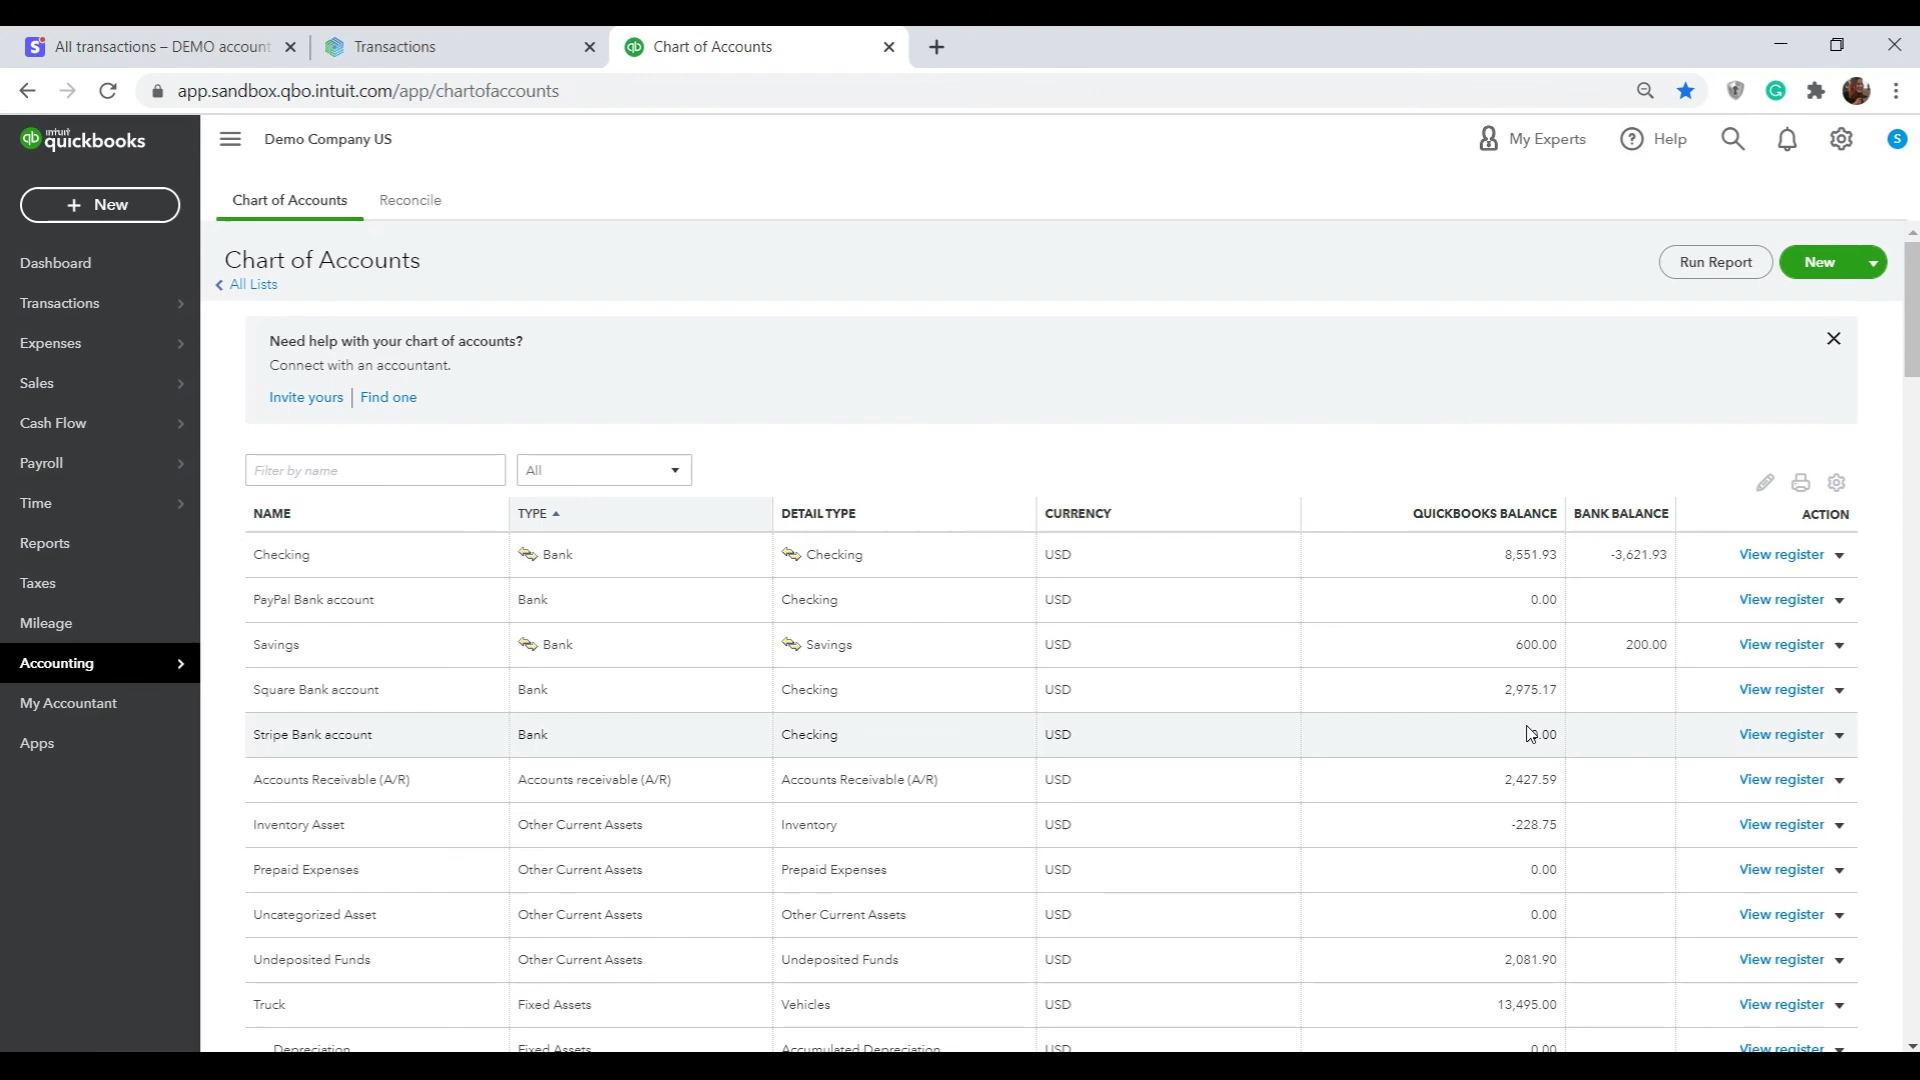 All transactions – DEMO account
Transactions
Chart of Accounts
app.sandbox.qbo.intuit.com/app/chartofaccounts
intuit
quickbooks
Demo Company US
My Experts
Help
S
+ New
Chart of Accounts
Reconcile
Dashboard
Transactions
Expenses
Sales
Cash Flow
Payroll
Time
Reports
Taxes
Mileage
Accounting
My Accountant
Apps
Chart of Accounts
All Lists
Run Report
New
Need help with your chart of accounts?
Connect with an accountant.
Invite yours | Find one
Filter by name
All
NAME TYPE DETAIL TYPE CURRENCY QUICKBOOKS BALANCE BANK BALANCE ACTION
Checking Bank Checking USD 8,551.93 -3,621.93 View register
PayPal Bank account Bank Checking USD 0.00 View register
Savings Bank Savings USD 600.00 200.00 View register
Square Bank account Bank Checking USD 2,975.17 View register
Stripe Bank account Bank Checking USD .00 View register
Accounts Receivable (A/R) Accounts receivable (A/R) Accounts Receivable (A/R) USD 2,427.59 View register
Inventory Asset Other Current Assets Inventory USD -228.75 View register
Prepaid Expenses Other Current Assets Prepaid Expenses USD 0.00 View register
Uncategorized Asset Other Current Assets Other Current Assets USD 0.00 View register
Undeposited Funds Other Current Assets Undeposited Funds USD 2,081.90 View register
Truck Fixed Assets Vehicles USD 13,495.00 View register
Depreciation Fixed Assets Accumulated Depreciation USD 0.00 View register